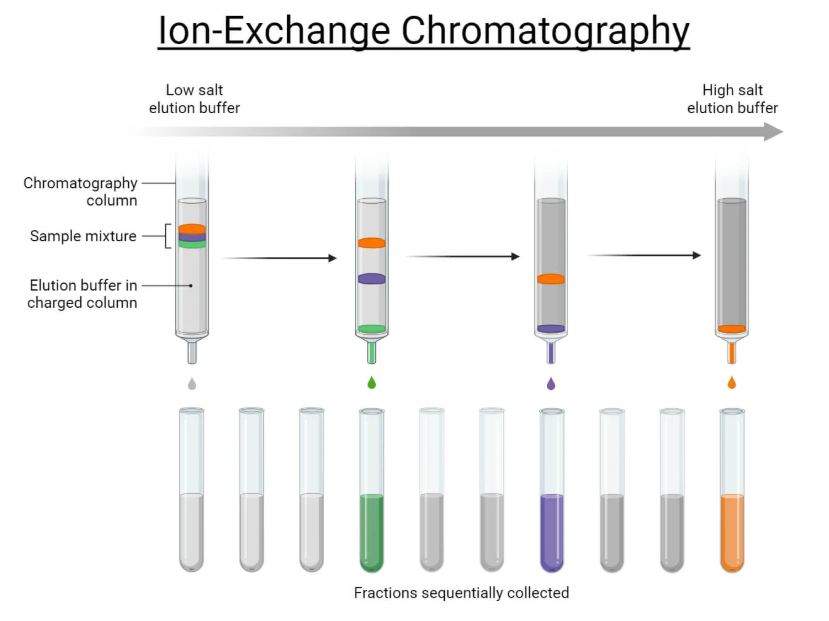 Ion-Exchange Chromatography
Low salt
elution buffer
High salt
elution buffer
Chromatography
column
Sample mixture
Elution buffer in
charged column
Fractions sequentially collected